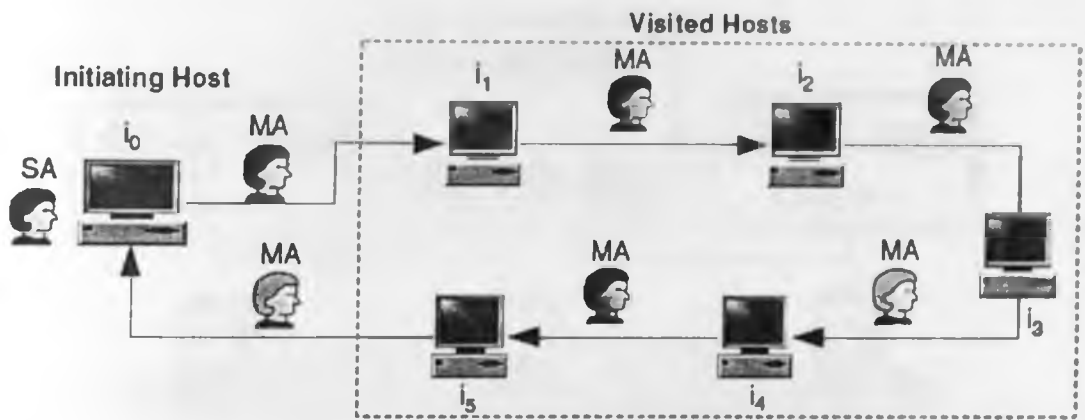 Visited Hosts
Initiating Host
MA
MA
i1
i2
i0
MA
SA
MA
MA
MA
i3
i5
i4